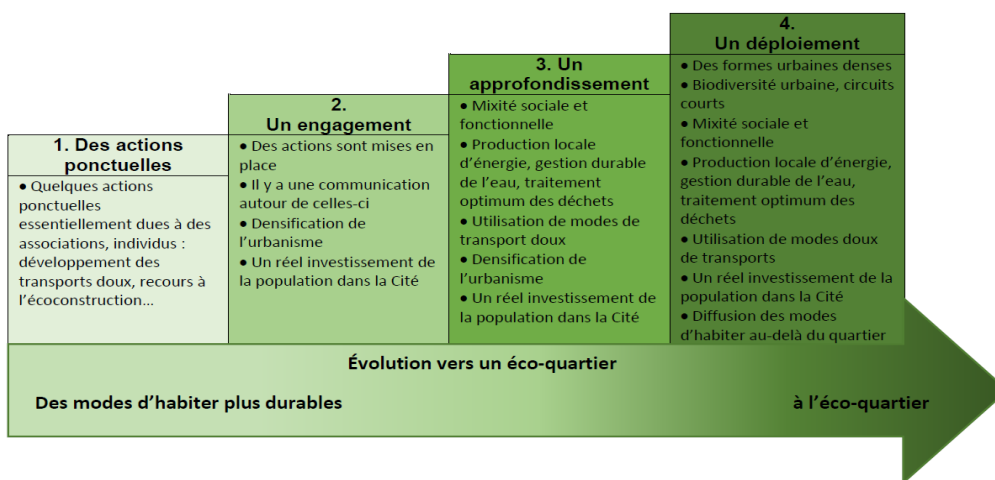 1. Des actions
ponctuelles
• Quelques actions
ponctuelles
essentiellement dues à des
associations, individus :
développement des
transports doux, recours à
l’écoconstruction…
2.
Un engagement
• Des actions sont mises en
place
• Il y a une communication
autour de celles-ci
• Densification de
l’urbanisme
• Un réel investissement de
la population dans la Cité
3. Un
approfondissement
• Mixité sociale et
fonctionnelle
• Production locale
d’énergie, gestion durable
de l’eau, traitement
optimum des déchets
• Utilisation de modes de
transport doux
• Densification de
l’urbanisme
• Un réel investissement de
la population dans la Cité
4.
Un déploiement
• Des formes urbaines denses
• Biodiversité urbaine, circuits
courts
• Mixité sociale et
fonctionnelle
• Production locale d’énergie,
gestion durable de l’eau,
traitement optimum des
déchets
• Utilisation de modes doux
de transports
• Un réel investissement de la
population dans la Cité
• Diffusion des modes
d’habiter au-delà du quartier
Évolution vers un éco-quartier
Des modes d’habiter plus durables
à l’éco-quartier